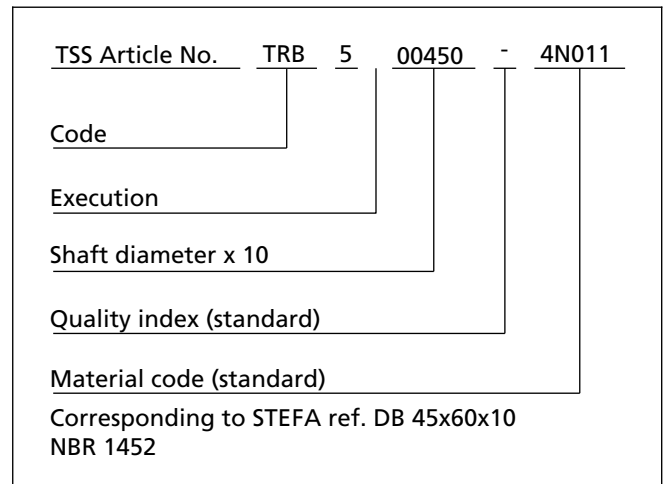 TSS Article No. TRB 5 00450 - 4N011
Code
Execution
Shaft diameter x 10
Quality index (standard)
Material code (standard)
Corresponding to STEFA ref. DB 45x60x10
NBR 1452